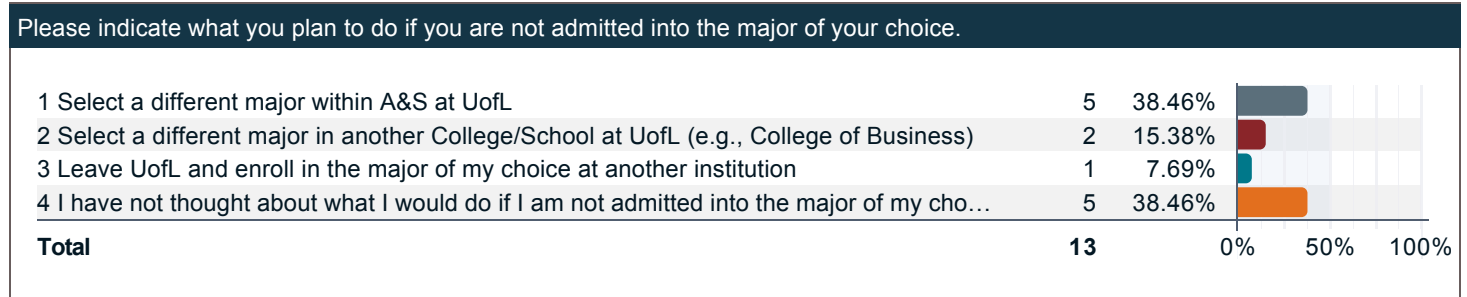 Please indicate what you plan to do if you are not admitted into the major of your choice.
1 Select a different major within A&S at UofL 5 38.46%
2 Select a different major in another College/School at UofL (e.g., College of Business) 2 15.38%
3 Leave UofL and enroll in the major of my choice at another institution 1 7.69%
4 I have not thought about what I would do if I am not admitted into the major of my cho… 5 38.46%
Total 13 0% 50% 100%